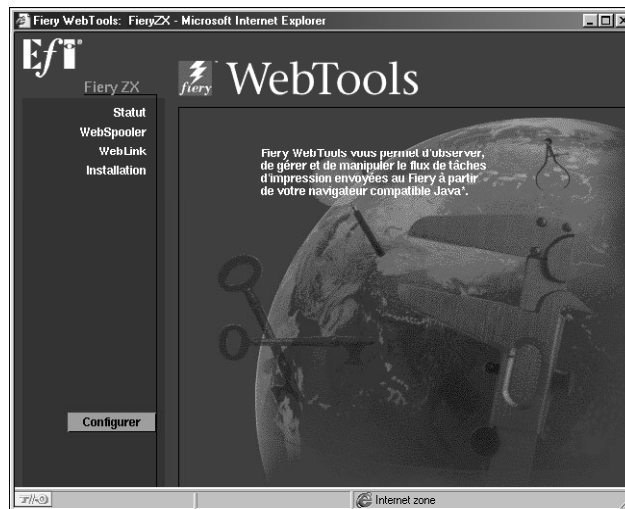 Fiery WebTools: FieryZX - Microsoft Internet Explorer
Efi
Fiery ZX
fiery
WebTools
Statut
WebSpooler
WebLink
Installation
Fiery WebTools vous permet d'observer,
de gérer et de manipuler le flux de tâches
d'impression envoyées au Fiery à partir
de votre navigateur compatible Java*.
Configurer
Internet zone